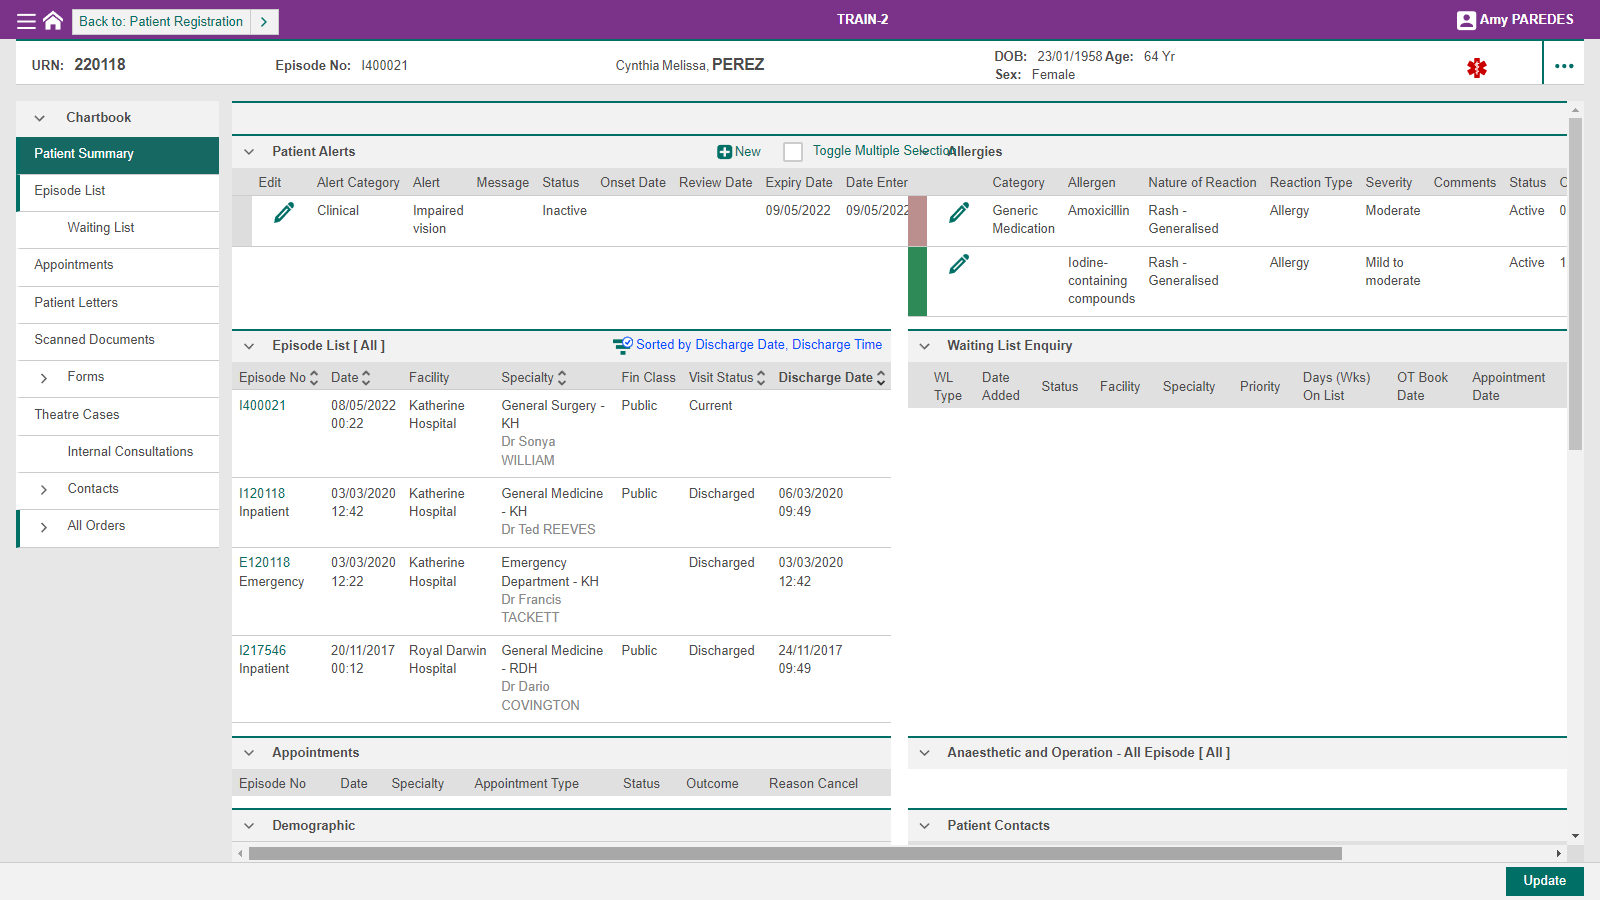 Back to: Patient Registration
TRAIN-2
Amy PAREDES
URN: 220118
Episode No: I400021
Cynthia Melissa, PEREZ
DOB: 23/01/1958 Age: 64 Yr
Sex: Female
Chartbook
Patient Summary
Episode List
Waiting List
Appointments
Patient Letters
Scanned Documents
Forms
Theatre Cases
Internal Consultations
Contacts
All Orders
Patient Alerts
New
Toggle Multiple Selection
Edit Alert Category Alert Message Status Onset Date Review Date Expiry Date Date Enter
Clinical Impaired vision Inactive 09/05/2022 09/05/2022
Allergies
Category Allergen Nature of Reaction Reaction Type Severity Comments Status
Generic Medication Amoxicillin Rash - Generalised Allergy Moderate Active 0
Iodine-containing compounds Rash - Generalised Allergy Mild to moderate Active 1
Episode List [ All ]
Sorted by Discharge Date, Discharge Time
Episode No Date Facility Specialty Fin Class Visit Status Discharge Date
I400021 08/05/2022 Katherine General Surgery - Public Current
00:22 Hospital KH
Dr Sonya
WILLIAM
I120118 03/03/2020 Katherine General Medicine Public Discharged 06/03/2020
Inpatient 12:42 Hospital - KH 09:49
Dr Ted REEVES
E120118 03/03/2020 Katherine Emergency Discharged 03/03/2020
Emergency 12:22 Hospital Department - KH 12:42
Dr Francis
TACKETT
I217546 20/11/2017 Royal Darwin General Medicine Public Discharged 24/11/2017
Inpatient 00:12 Hospital - RDH 09:49
Dr Dario
COVINGTON
Waiting List Enquiry
WL Type Date Added Status Facility Specialty Priority Days (Wks) On List OT Book Date Appointment Date
Appointments
Episode No Date Specialty Appointment Type Status Outcome Reason Cancel
Anaesthetic and Operation - All Episode [ All ]
Demographic
Patient Contacts
Update